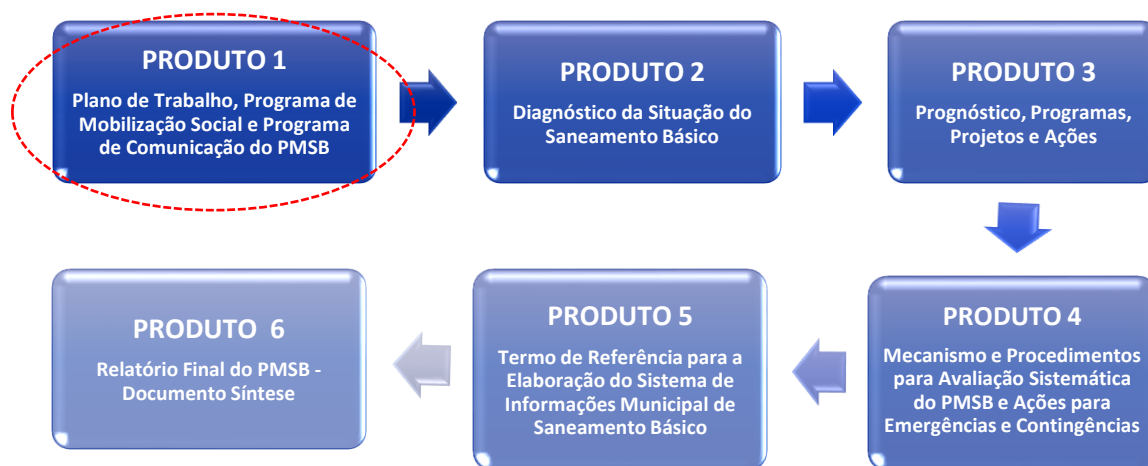 PRODUTO 1
Plano de Trabalho, Programa de
Mobilização Social e Programa
de Comunicação do PMSB
PRODUTO 2
Diagnóstico da Situação do
Saneamento Básico
PRODUTO 3
Prognóstico, Programas,
Projetos e Ações
PRODUTO 4
Mecanismo e Procedimentos
para Avaliação Sistemática
do PMSB e Ações para
Emergências e Contingências
PRODUTO 5
Termo de Referência para a
Elaboração do Sistema de
Informações Municipal de
Saneamento Básico
PRODUTO 6
Relatório Final do PMSB -
Documento Síntese